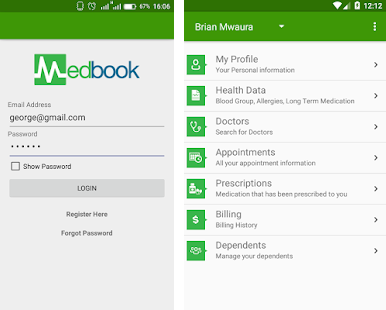 67% 16:06
Medbook
Email Address
george@gmail.com
Password
••••••
Show Password
LOGIN
Register Here
Forgot Password
12:12
Brian Mwaura
My Profile
Your Personal information
Health Data
Blood Group, Allergies, Long Term Medication
Doctors
Search for Doctors
Appointments
All your appointment information
Prescriptions
Medication that has been prescribed to you
Billing
Billing History
Dependents
Manage your dependents